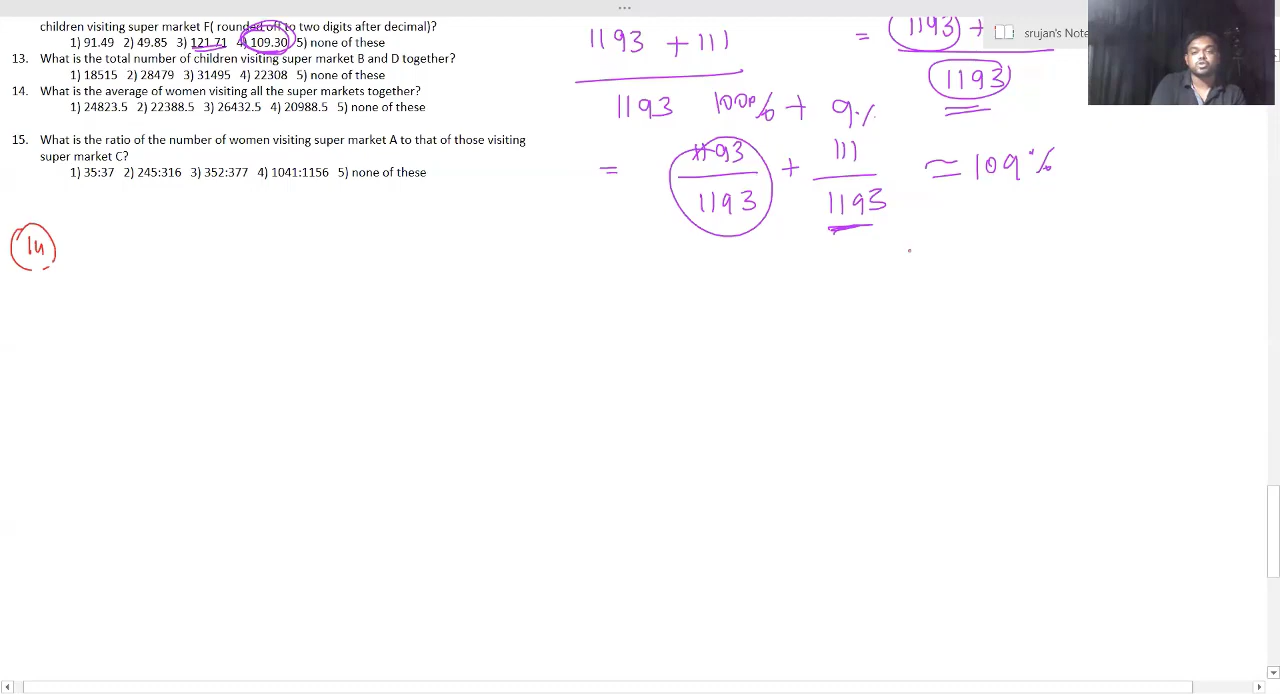 children visiting super market F( rounded off to two digits after decimal)?
1) 91.49 2) 49.85 3) 121.71 4) 109.30 5) none of these
13. What is the total number of children visiting super market B and D together?
1) 18515 2) 28479 3) 31495 4) 22308 5) none of these
14. What is the average of women visiting all the super markets together?
1) 24823.5 2) 22388.5 3) 26432.5 4) 20988.5 5) none of these
15. What is the ratio of the number of women visiting super market A to that of those visiting
super market C?
1) 35:37 2) 245:316 3) 352:377 4) 1041:1156 5) none of these
14
1193 + 111
1193
= 1193 +
1193
100% + 9%
= 1193 + 111 ≈ 109%
1193 1193
srujan's Note